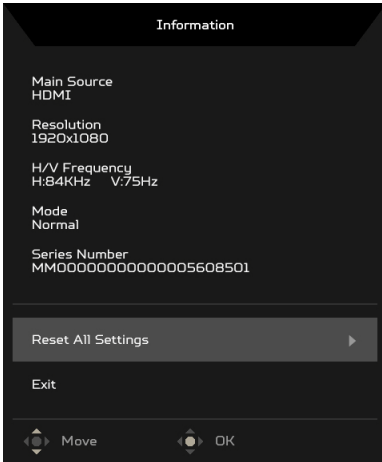 Information
Main Source
HDMI
Resolution
1920x1080
H/V Frequency
H:84KHz V:75Hz
Mode
Normal
Series Number
MM00000000000005608501
Reset All Settings
Exit
Move OK